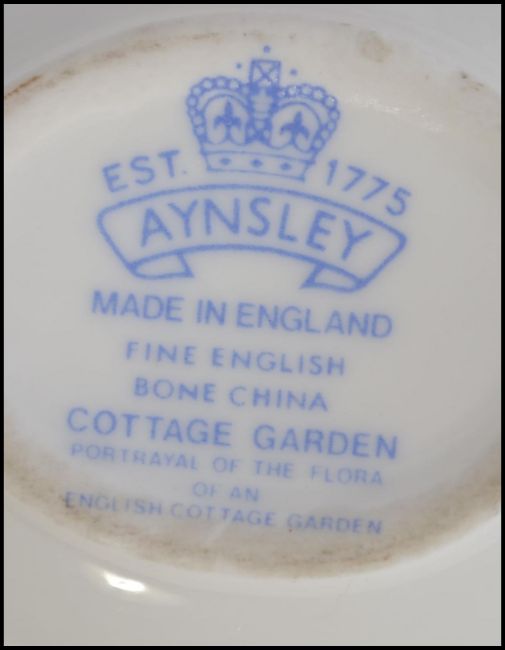 EST. 1775
AYNSLEY
MADE IN ENGLAND
FINE ENGLISH
BONE CHINA
COTTAGE GARDEN
PORTRAYAL OF THE FLORA
OF AN
ENGLISH COTTAGE GARDEN